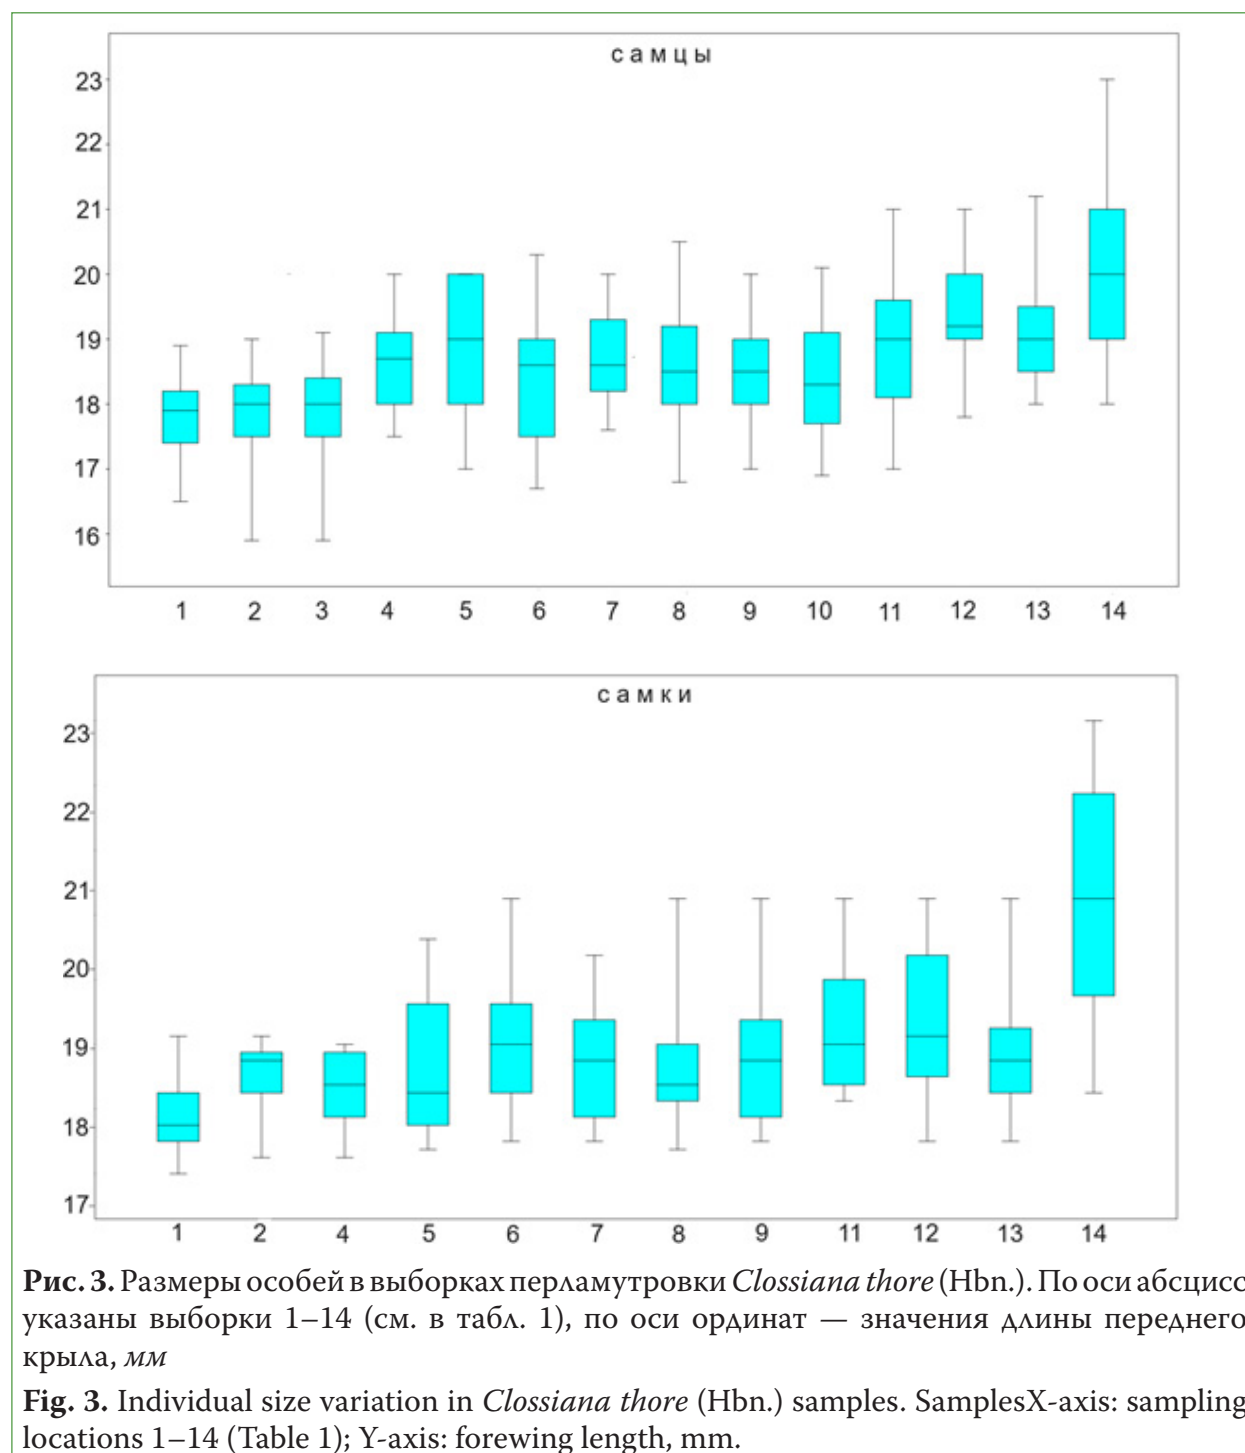 самцы
23
22
21
20
19
18
17
16
1 2 3 4 5 6 7 8 9 10 11 12 13 14
самки
23
22
21
20
19
18
17
1 2 4 5 6 7 8 9 11 12 13 14
Рис. 3. Размеры особей в выборках перламутровки Clossiana thore (Hbn.). По оси абсцисс
указаны выборки 1–14 (см. в табл. 1), по оси ординат — значения длины переднего
крыла, мм
Fig. 3. Individual size variation in Clossiana thore (Hbn.) samples. SamplesX-axis: sampling
locations 1–14 (Table 1); Y-axis: forewing length, mm.